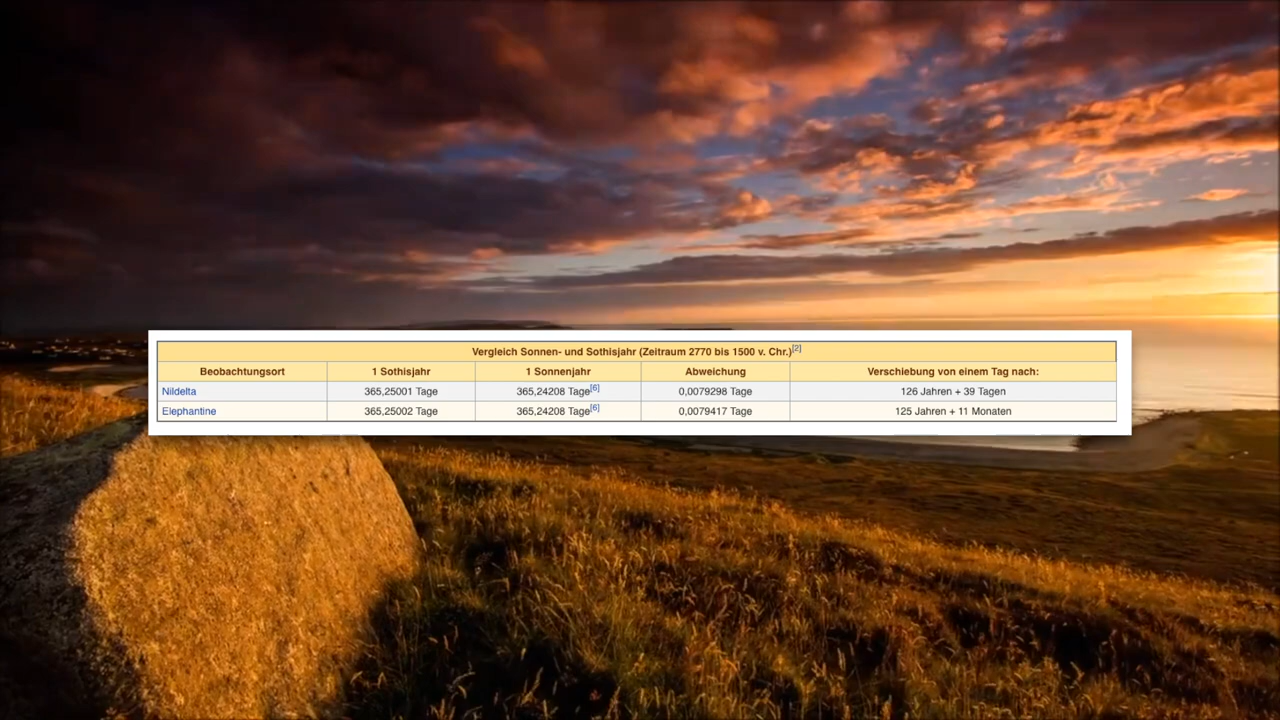 Vergleich Sonnen- und Sothisjahr (Zeitraum 2770 bis 1500 v. Chr.)[2]
Beobachtungsort 1 Sothisjahr 1 Sonnenjahr Abweichung Verschiebung von einem Tag nach:
Nildelta 365,25001 Tage 365,24208 Tage[6] 0,0079298 Tage 126 Jahren + 39 Tagen
Elephantine 365,25002 Tage 365,24208 Tage[6] 0,0079417 Tage 125 Jahren + 11 Monaten